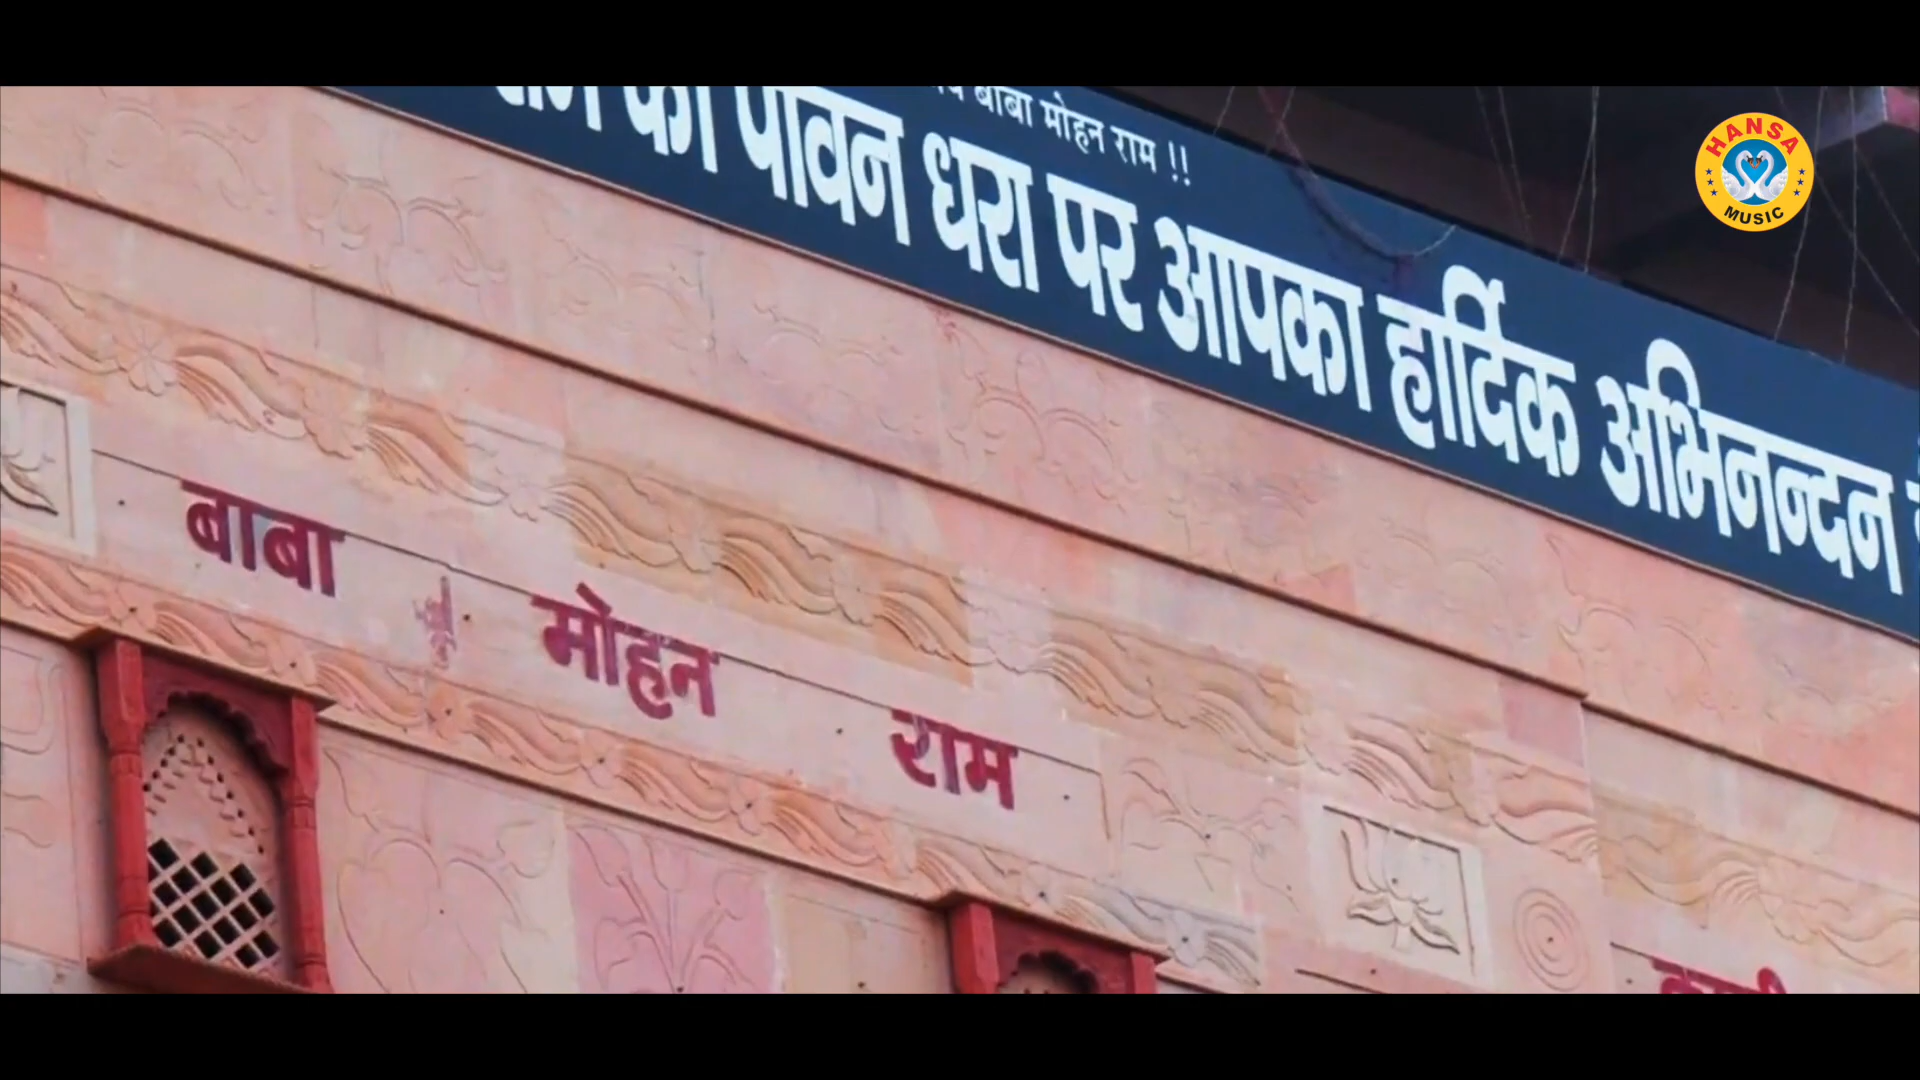 बाबा मोहन राम !!
की पावन धरा पर आपका हार्दिक अभिनन्दन
HANSA
MUSIC
बाबा मोहन राम